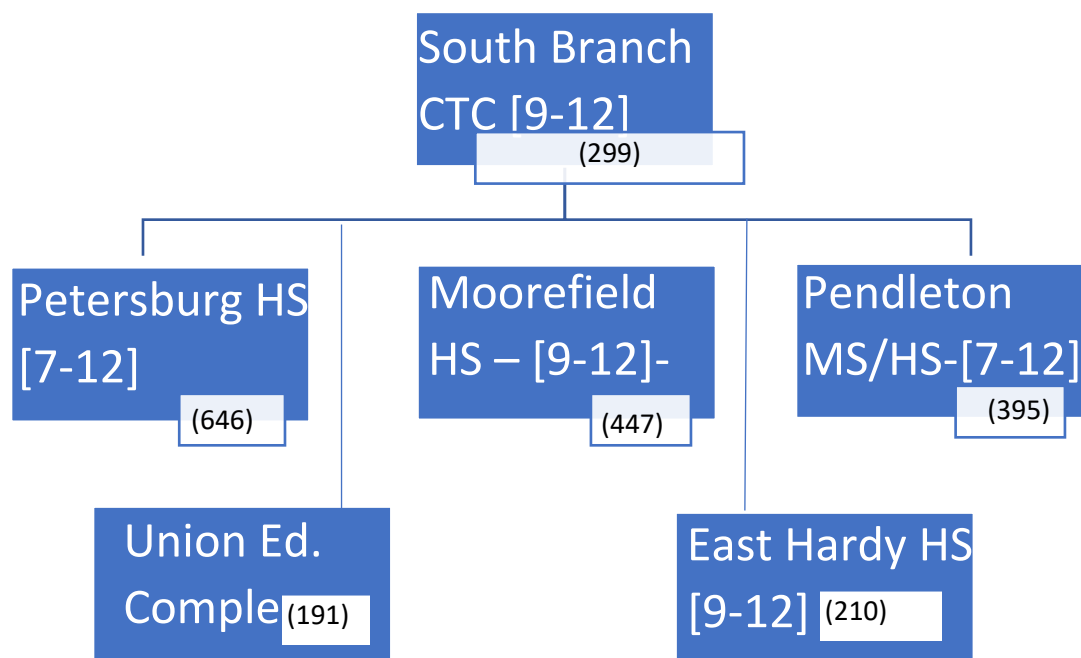 South Branch
CTC [9-12]
(299)
Petersburg HS
[7-12]
(646)
Moorefield
HS – [9-12]-
(447)
Pendleton
MS/HS-[7-12]
(395)
Union Ed.
Comple
(191)
East Hardy HS
[9-12]
(210)